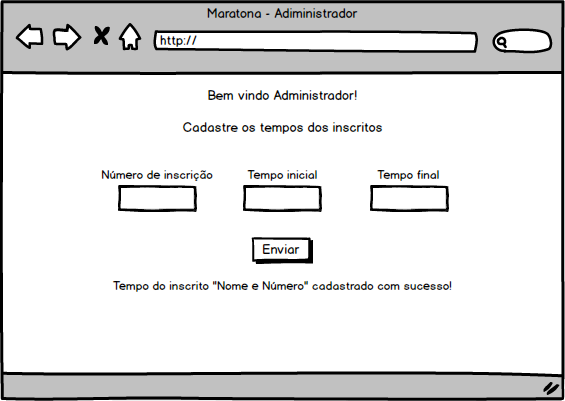 Maratona - Adiministrador
http://
Bem vindo Administrador!
Cadastre os tempos dos inscritos
Número de inscrição Tempo inicial Tempo final
Enviar
Tempo do inscrito "Nome e Número" cadastrado com sucesso!